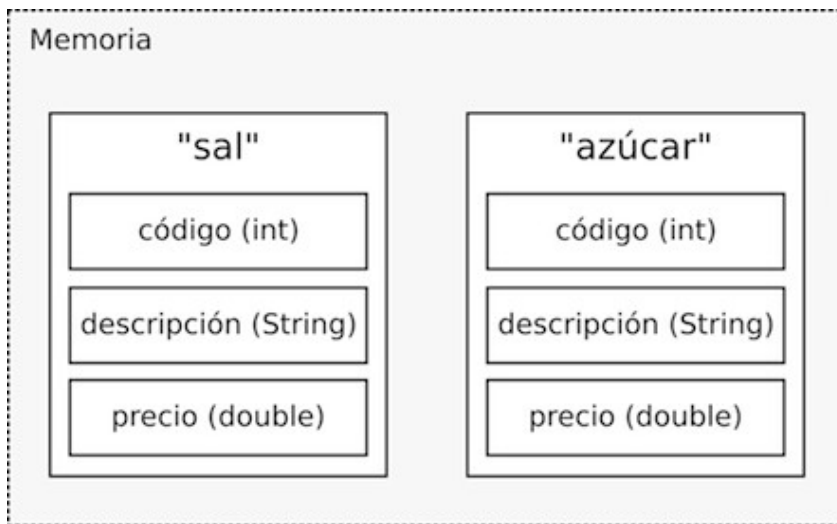 Memoria
"sal"
código (int)
descripción (String)
precio (double)
"azúcar"
código (int)
descripción (String)
precio (double)